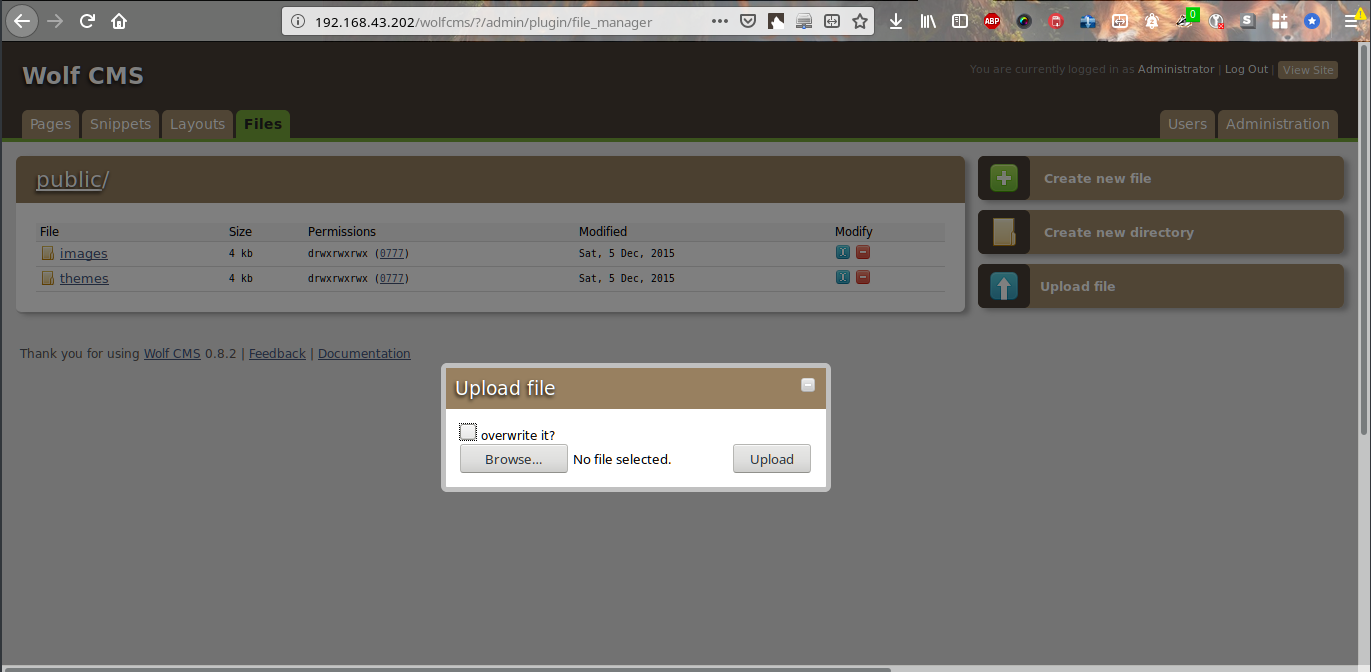 192.168.43.202/wolfcms/?/admin/plugin/file_manager
ABP
0
S
Wolf CMS
You are currently logged in as Administrator | Log Out | View Site
Pages Snippets Layouts Files Users Administration
public/
File Size Permissions Modified Modify
images 4 kb drwxrwxrwx (0777) Sat, 5 Dec, 2015
themes 4 kb drwxrwxrwx (0777) Sat, 5 Dec, 2015
Create new file
Create new directory
Upload file
Thank you for using Wolf CMS 0.8.2 | Feedback | Documentation
Upload file
overwrite it?
Browse... No file selected. Upload